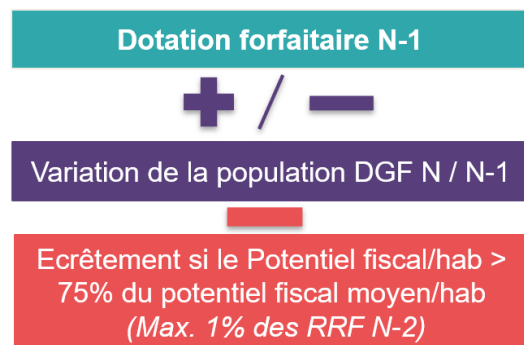 Dotation forfaitaire N-1
+ / −
Variation de la population DGF N / N-1
−
Ecrêtement si le Potentiel fiscal/hab >
75% du potentiel fiscal moyen/hab
(Max. 1% des RRF N-2)